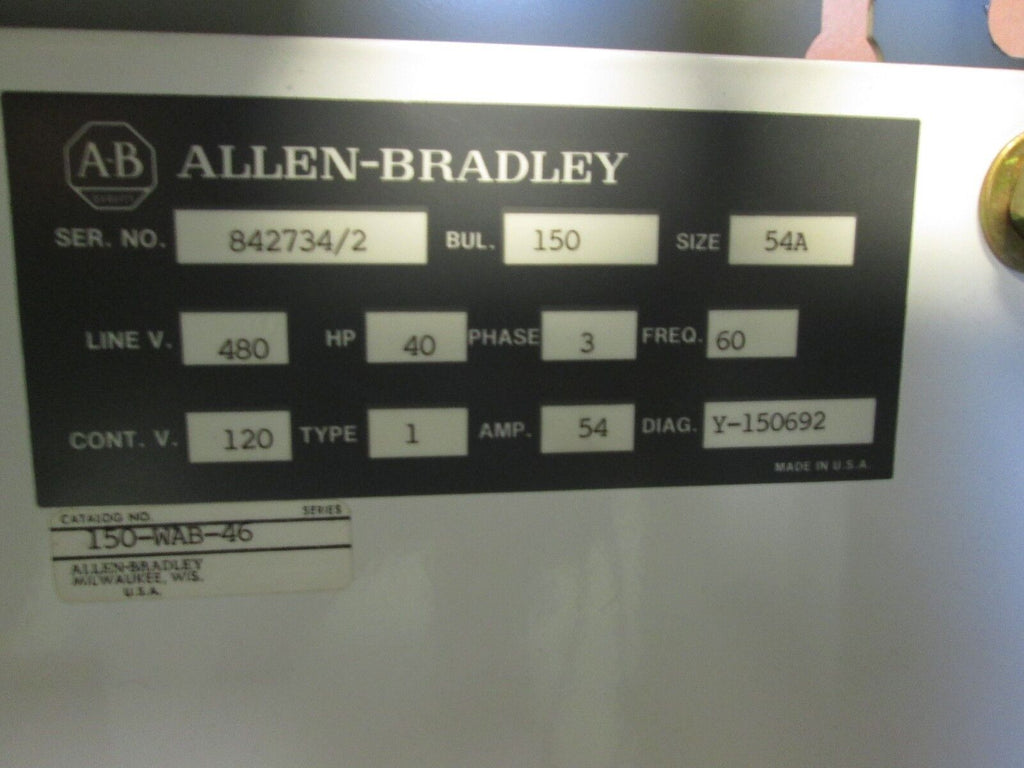 A-B ALLEN-BRADLEY
QUALITY
SER. NO. 842734/2 BUL. 150 SIZE 54A
LINE V. 480 HP 40 PHASE 3 FREQ. 60
CONT. V. 120 TYPE 1 AMP. 54 DIAG. Y-150692
MADE IN U.S.A.
CATALOG NO. SERIES
150-WAB-46
ALLEN-BRADLEY
MILWAUKEE, WIS.
U.S.A.